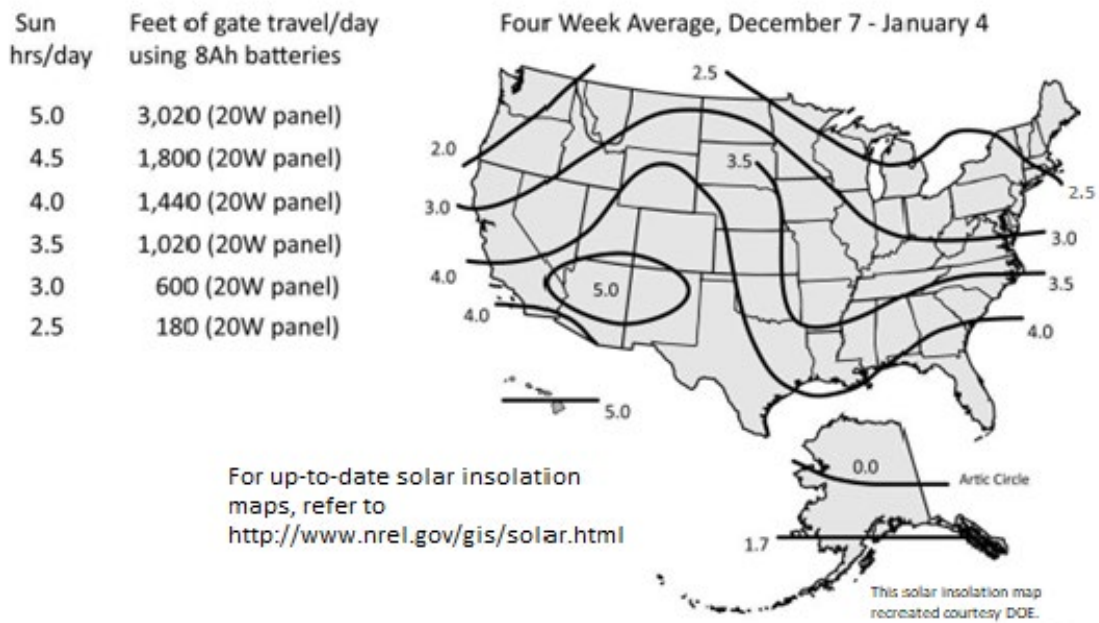 Sun
hrs/day
Feet of gate travel/day
using 8Ah batteries
5.0 3,020 (20W panel)
4.5 1,800 (20W panel)
4.0 1,440 (20W panel)
3.5 1,020 (20W panel)
3.0 600 (20W panel)
2.5 180 (20W panel)
Four Week Average, December 7 - January 4
2.5
2.0
3.5
2.5
3.0
3.0
4.0
3.5
5.0
4.0
4.0
5.0
For up-to-date solar insolation
maps, refer to
http://www.nrel.gov/gis/solar.html
0.0
Artic Circle
1.7
This solar insolation map
recreated courtesy DOE.